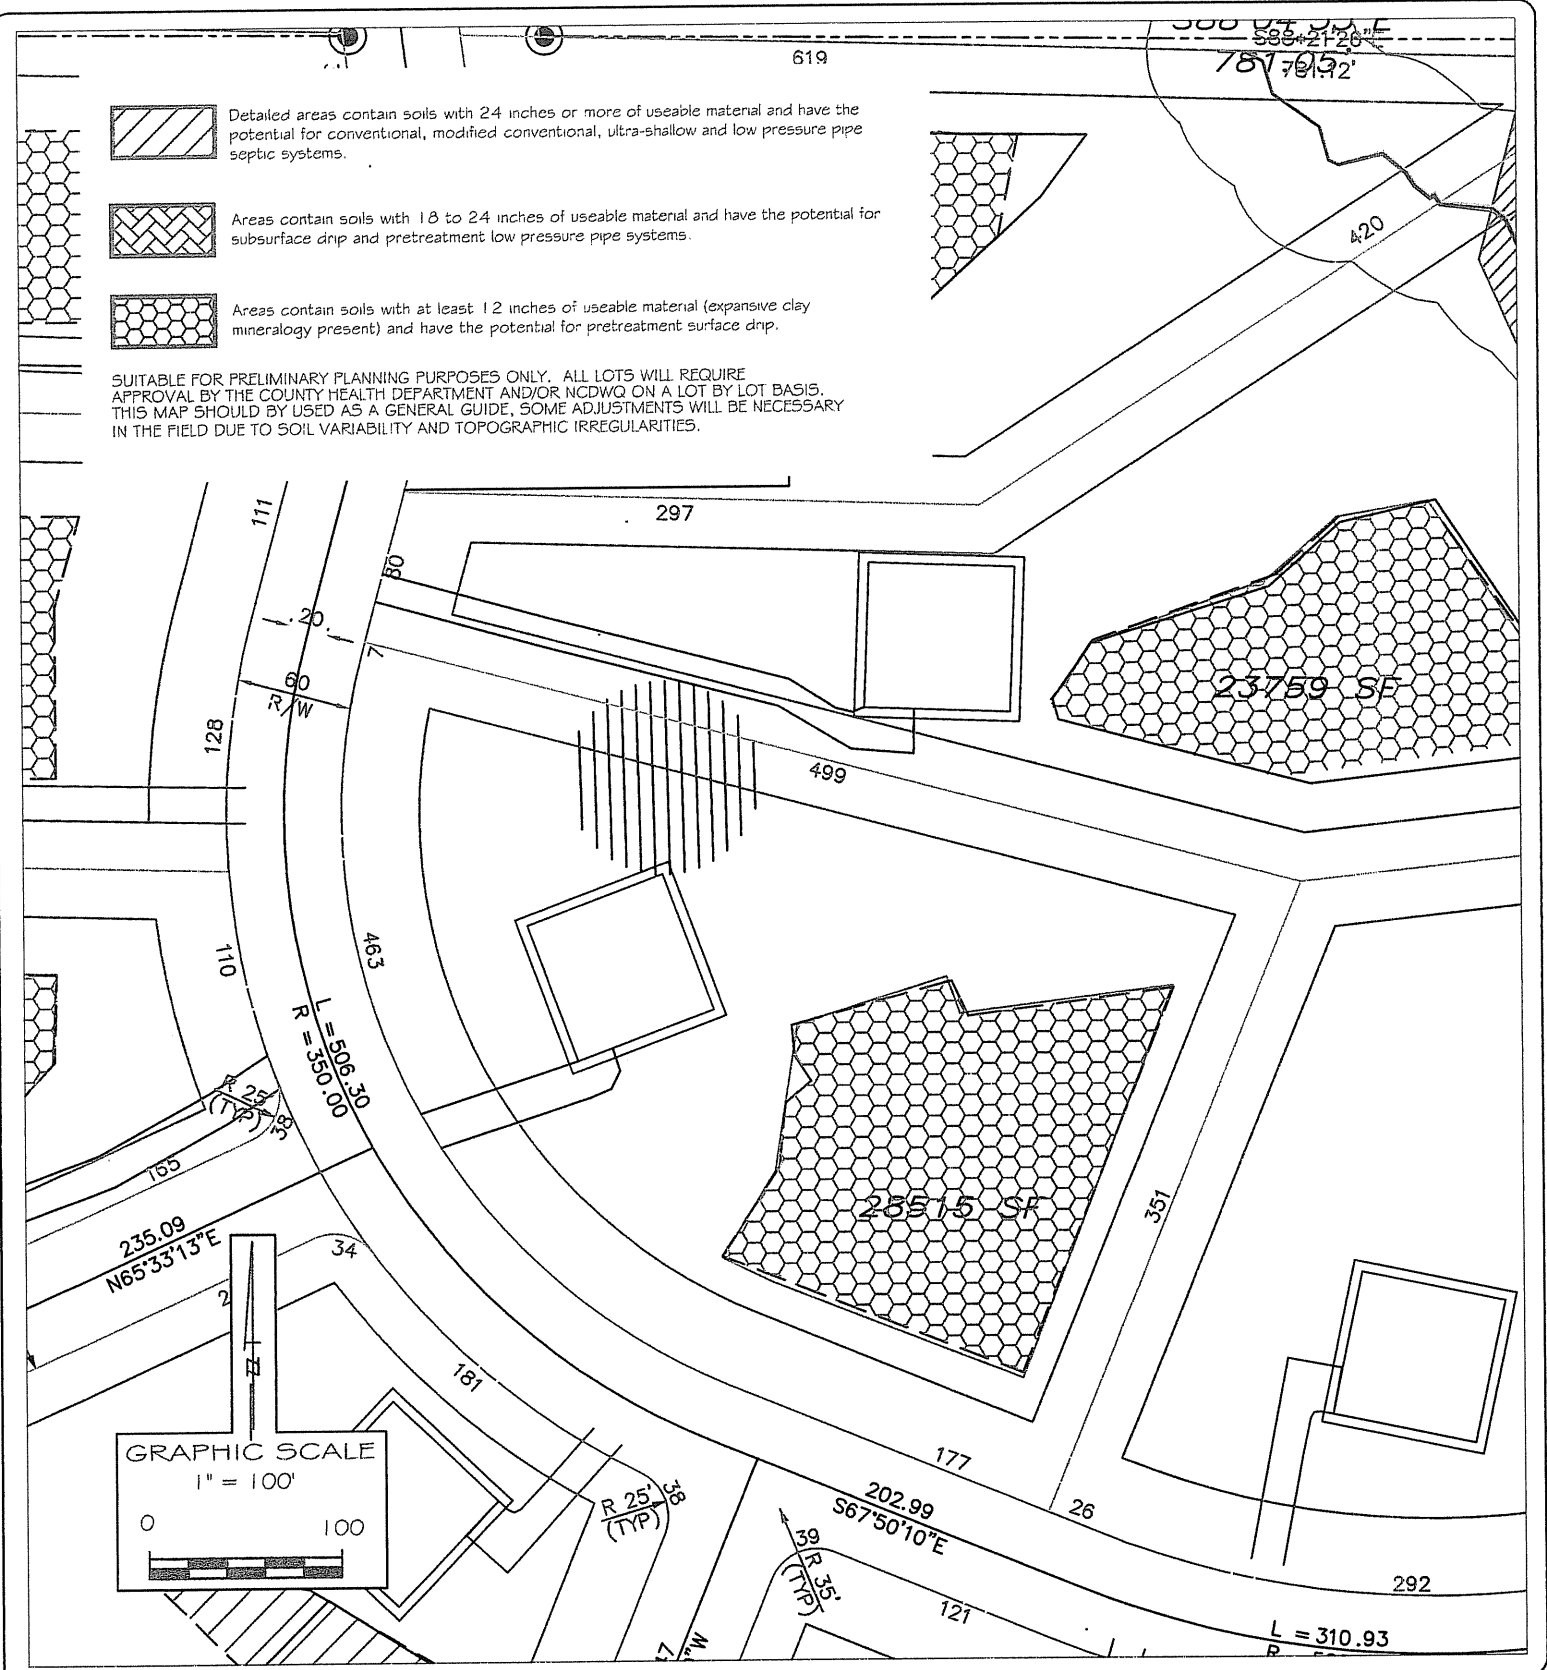 S86°21'26"E
781.05'
781.12'
619
Detailed areas contain soils with 24 inches or more of useable material and have the
potential for conventional, modified conventional, ultra-shallow and low pressure pipe
septic systems.
Areas contain soils with 18 to 24 inches of useable material and have the potential for
subsurface drip and pretreatment low pressure pipe systems.
420
Areas contain soils with at least 12 inches of useable material (expansive clay
mineralogy present) and have the potential for pretreatment surface drip.
SUITABLE FOR PRELIMINARY PLANNING PURPOSES ONLY. ALL LOTS WILL REQUIRE
APPROVAL BY THE COUNTY HEALTH DEPARTMENT AND/OR NCDWQ ON A LOT BY LOT BASIS.
THIS MAP SHOULD BY USED AS A GENERAL GUIDE, SOME ADJUSTMENTS WILL BE NECESSARY
IN THE FIELD DUE TO SOIL VARIABILITY AND TOPOGRAPHIC IRREGULARITIES.
111
297
80
20
7
60
R/W
23759 SF
128
499
463
110
L = 506.30
R = 350.00
R 25'
(TYP)
38
165
28515 SF
351
235.09
N65°33'13"E
34
2
181
GRAPHIC SCALE
1" = 100'
0 100
177
202.99
S67°50'10"E
26
R 25'
(TYP)
38
39
R 35'
(TYP)
121
292
L = 310.93